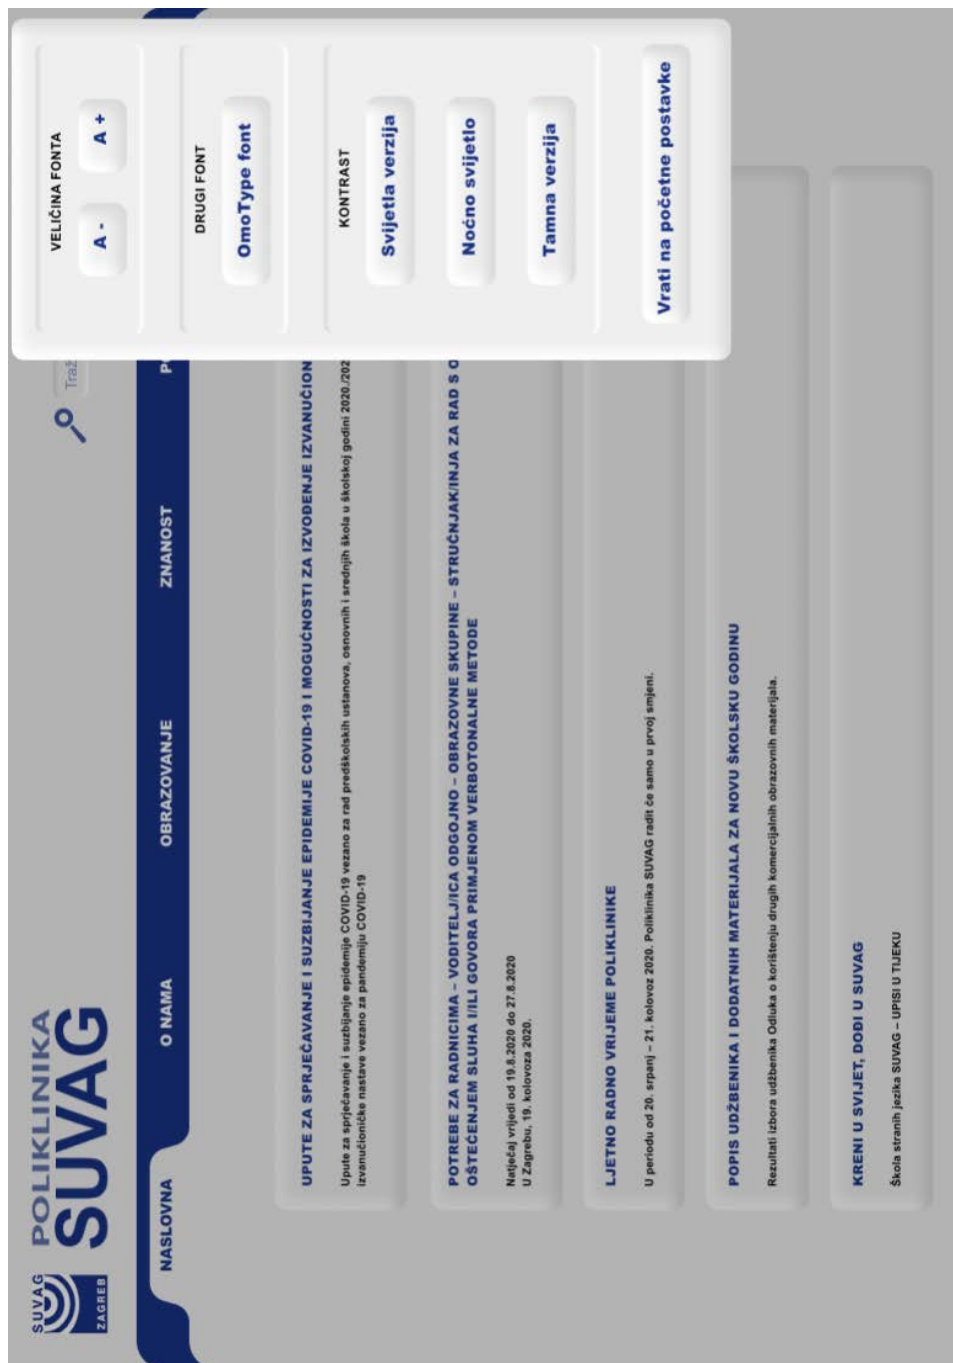 SUVAG
ZAGREB
POLIKLINIKA
SUVAG
Traž
NASLOVNA
O NAMA
OBRAZOVANJE
ZNANOST
VELIČINA FONTA
A -
A +
DRUGI FONT
OmoType font
KONTRAST
Svijetla verzija
Noćno svijetlo
Tamna verzija
Vrati na početne postavke
UPUTE ZA SPRJEČAVANJE I SUZBIJANJE EPIDEMIJE COVID-19 I MOGUĆNOSTI ZA IZVOĐENJE IZVANUČION
Upute za sprječavanje i suzbijanje epidemije COVID-19 vezano za rad predškolskih ustanova, osnovnih i srednjih škola u školskoj godini 2020./202
izvanučioničke nastave vezano za pandemiju COVID-19
POTREBE ZA RADNICIMA – VODITELJ/ICA ODGOJNO – OBRAZOVNE SKUPINE – STRUČNJAK/INJA ZA RAD S O
OŠTEĆENJEM SLUHA I/ILI GOVORA PRIMJENOM VERBOTONALNE METODE
Natječaj vrijedi od 19.8.2020 do 27.8.2020
U Zagrebu, 19. kolovoza 2020.
LJETNO RADNO VRIJEME POLIKLINIKE
U periodu od 20. srpanj – 21. kolovoz 2020. Poliklinika SUVAG radit će samo u prvoj smjeni.
POPIS UDŽBENIKA I DODATNIH MATERIJALA ZA NOVU ŠKOLSKU GODINU
Rezultati izbora udžbenika Odluka o korištenju drugih komercijalnih obrazovnih materijala.
KRENI U SVIJET, DOĐI U SUVAG
Škola stranih jezika SUVAG – UPISI U TIJEKU